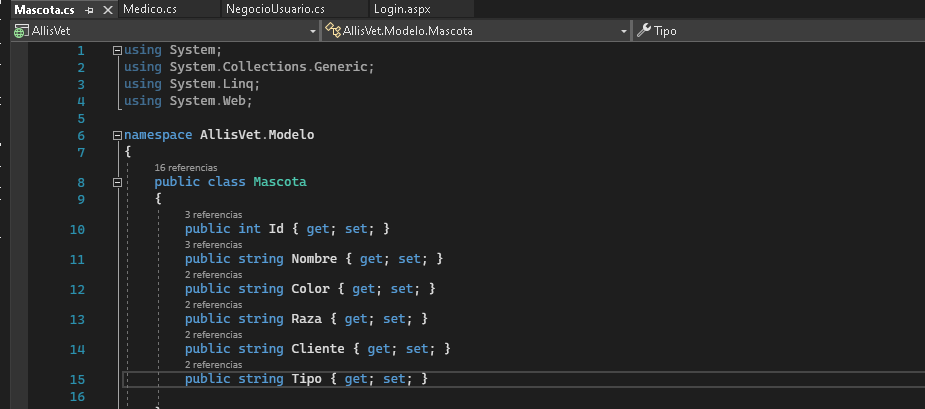 Mascota.cs Medico.cs NegocioUsuario.cs Login.aspx
AllisVet AllisVet.Modelo.Mascota Tipo
1 using System;
2 using System.Collections.Generic;
3 using System.Linq;
4 using System.Web;
5
6 namespace AllisVet.Modelo
7 {
16 referencias
8 public class Mascota
9 {
3 referencias
10 public int Id { get; set; }
3 referencias
11 public string Nombre { get; set; }
2 referencias
12 public string Color { get; set; }
2 referencias
13 public string Raza { get; set; }
2 referencias
14 public string Cliente { get; set; }
2 referencias
15 public string Tipo { get; set; }
16